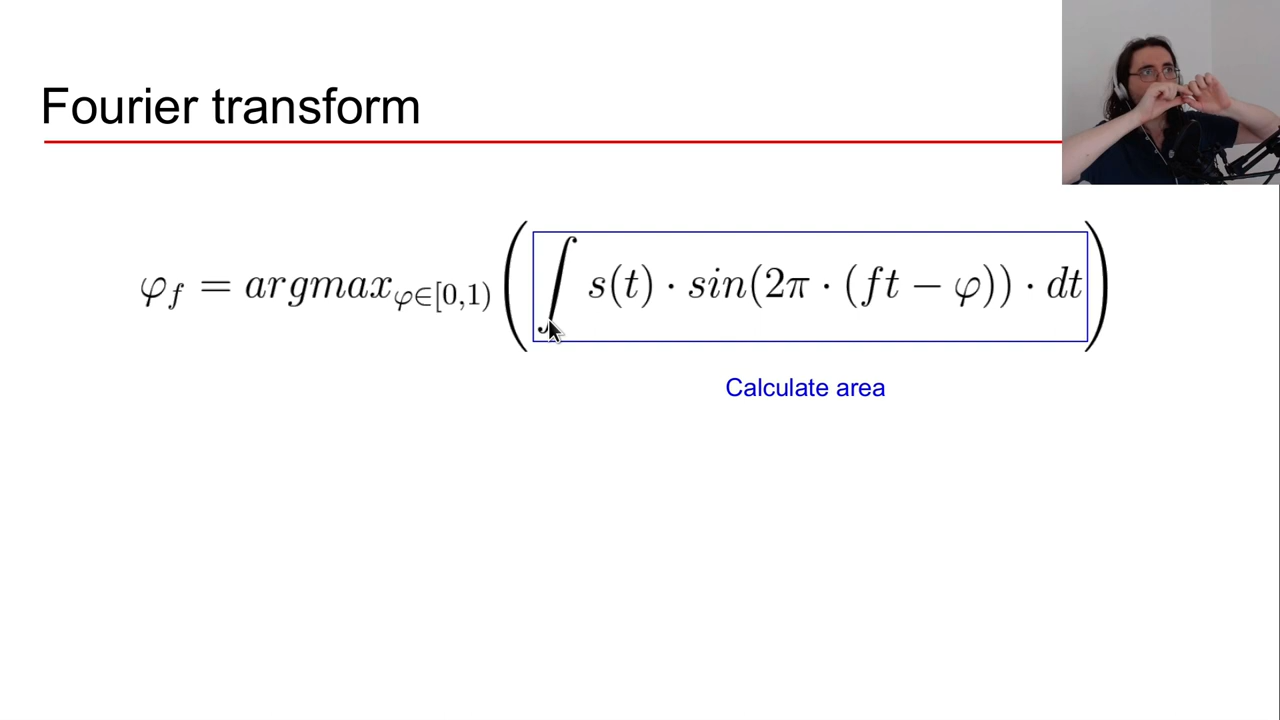 Fourier transform
φ_f = argmax_{φ∈[0,1)} ( ∫ s(t) · sin(2π · (ft − φ)) · dt )
Calculate area